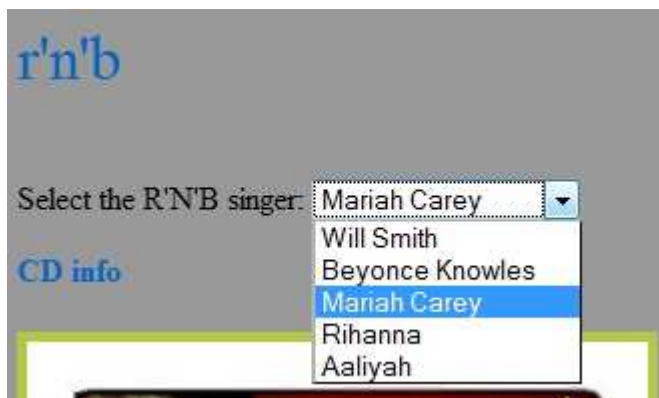 r'n'b
Select the R'N'B singer: Mariah Carey
Will Smith
CD info Beyonce Knowles
Mariah Carey
Rihanna
Aaliyah